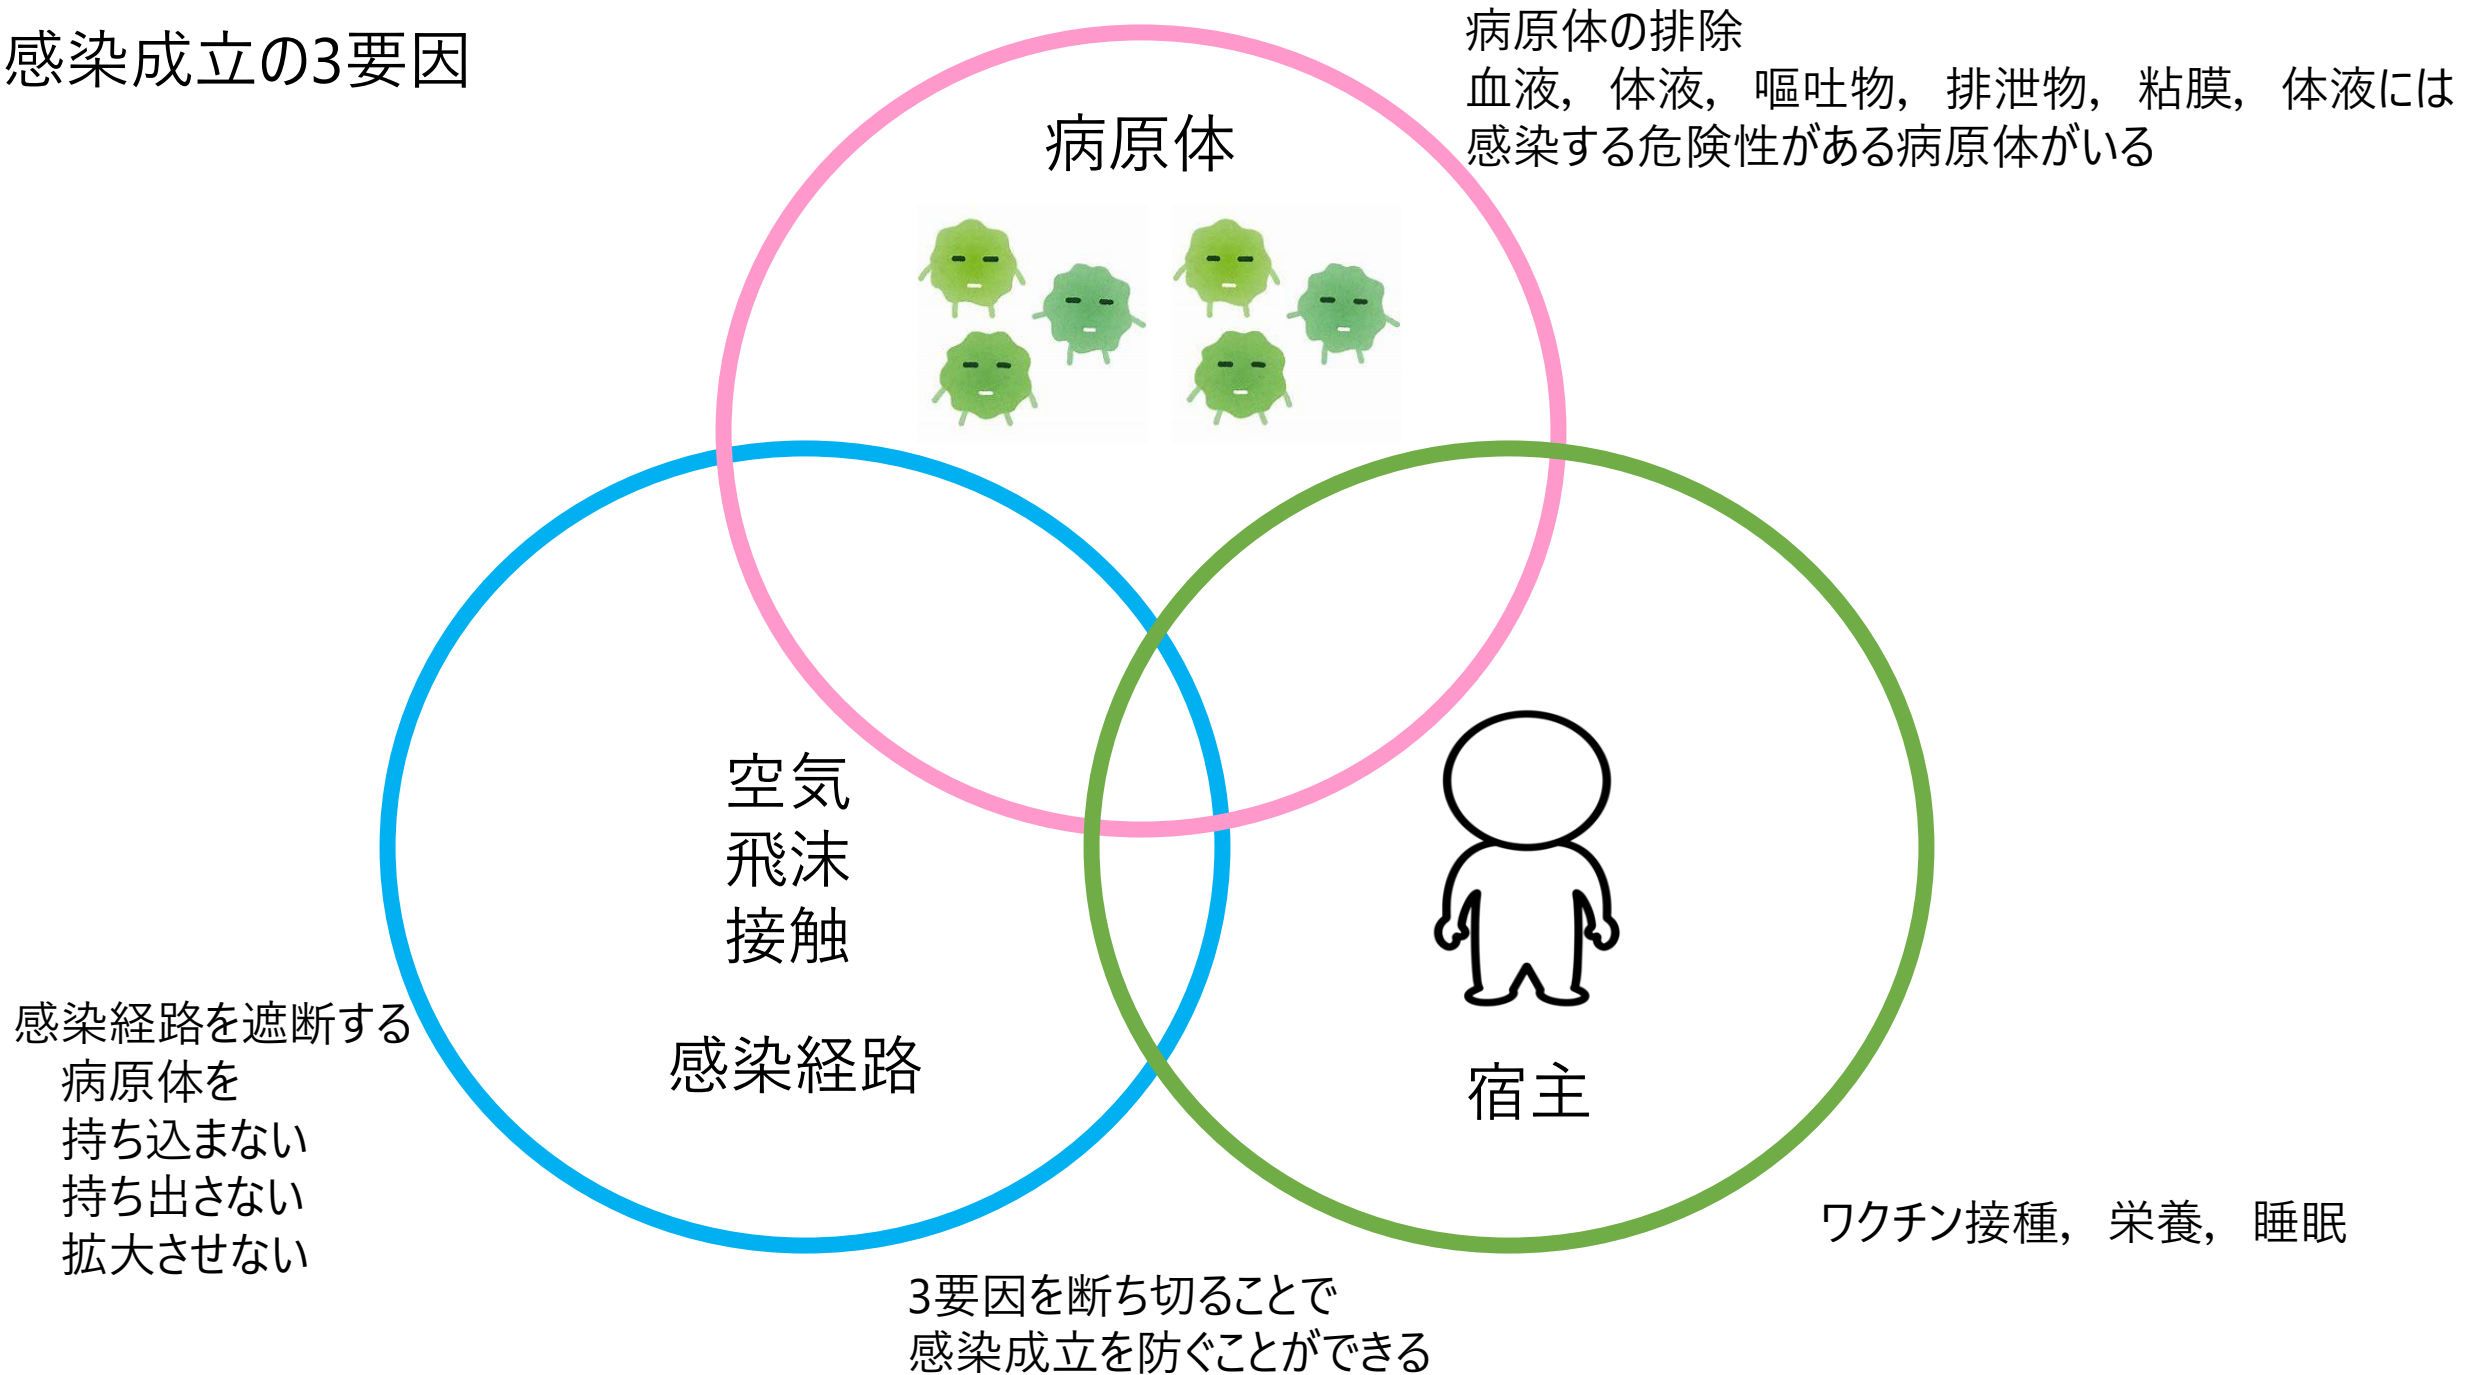 感染成立の3要因
病原体の排除
血液, 体液, 嘔吐物, 排泄物, 粘膜, 体液には
感染する危険性がある病原体がいる
病原体
空気
飛沫
接触
感染経路
感染経路を遮断する
病原体を
持ち込まない
持ち出さない
拡大させない
宿主
ワクチン接種, 栄養, 睡眠
3要因を断ち切ることで
感染成立を防ぐことができる